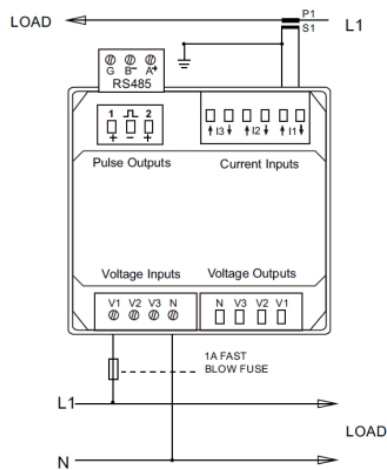 P1
LOAD
S1
L1
G B- A+
RS485
1 2
+ - +
I3 I2 I1
Pulse Outputs
Current Inputs
Voltage Inputs
Voltage Outputs
V1 V2 V3 N
N V3 V2 V1
1A FAST
BLOW FUSE
L1
LOAD
N